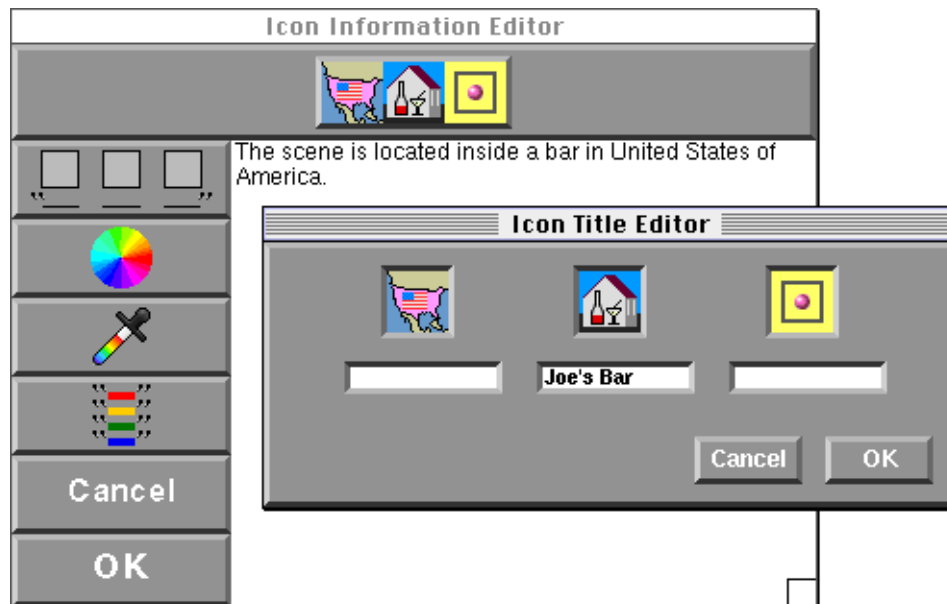 Icon Information Editor
The scene is located inside a bar in United States of
America.
Icon Title Editor
Joe's Bar
Cancel
OK
Cancel
OK